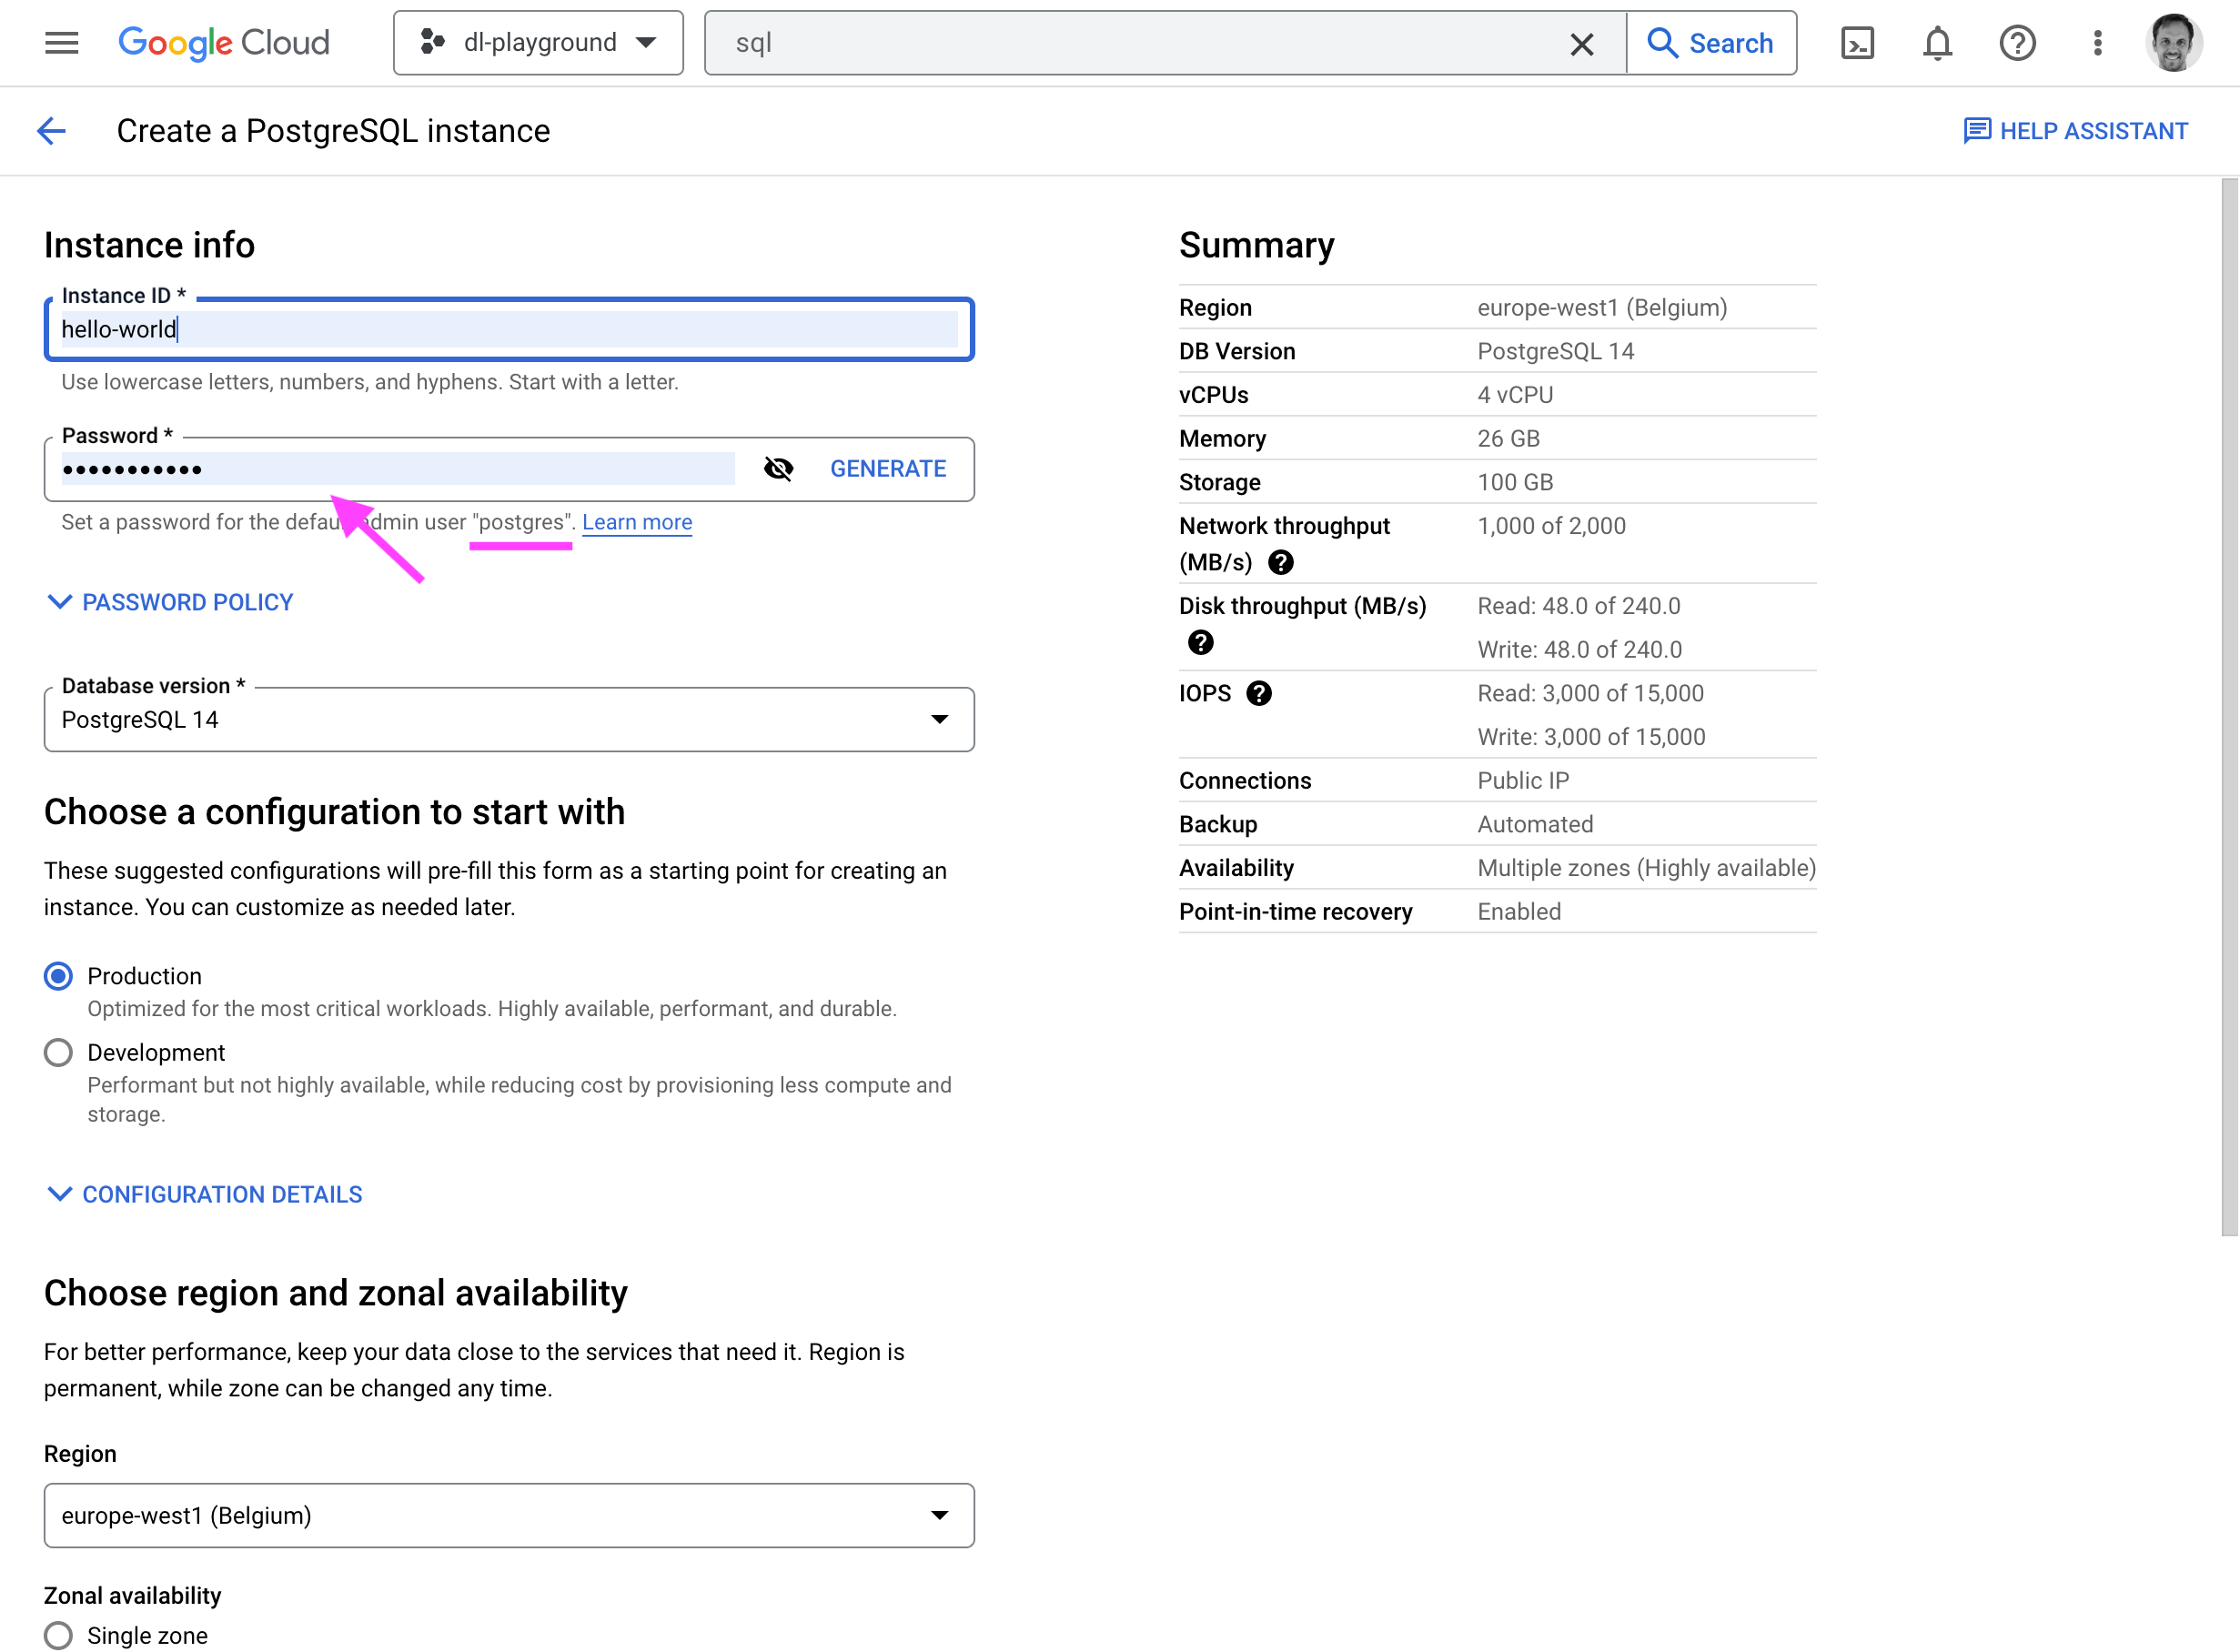 Google Cloud
dl-playground
sql
Search
Create a PostgreSQL instance
HELP ASSISTANT
Instance info
Instance ID *
hello-world
Use lowercase letters, numbers, and hyphens. Start with a letter.
Password *
•••••••••••
GENERATE
Set a password for the defau dmin user "postgres". Learn more
PASSWORD POLICY
Database version *
PostgreSQL 14
Choose a configuration to start with
These suggested configurations will pre-fill this form as a starting point for creating an
instance. You can customize as needed later.
Production
Optimized for the most critical workloads. Highly available, performant, and durable.
Development
Performant but not highly available, while reducing cost by provisioning less compute and
storage.
CONFIGURATION DETAILS
Choose region and zonal availability
For better performance, keep your data close to the services that need it. Region is
permanent, while zone can be changed any time.
Region
europe-west1 (Belgium)
Zonal availability
Single zone
Summary
Region europe-west1 (Belgium)
DB Version PostgreSQL 14
vCPUs 4 vCPU
Memory 26 GB
Storage 100 GB
Network throughput 1,000 of 2,000
(MB/s)
Disk throughput (MB/s) Read: 48.0 of 240.0
Write: 48.0 of 240.0
IOPS Read: 3,000 of 15,000
Write: 3,000 of 15,000
Connections Public IP
Backup Automated
Availability Multiple zones (Highly available)
Point-in-time recovery Enabled